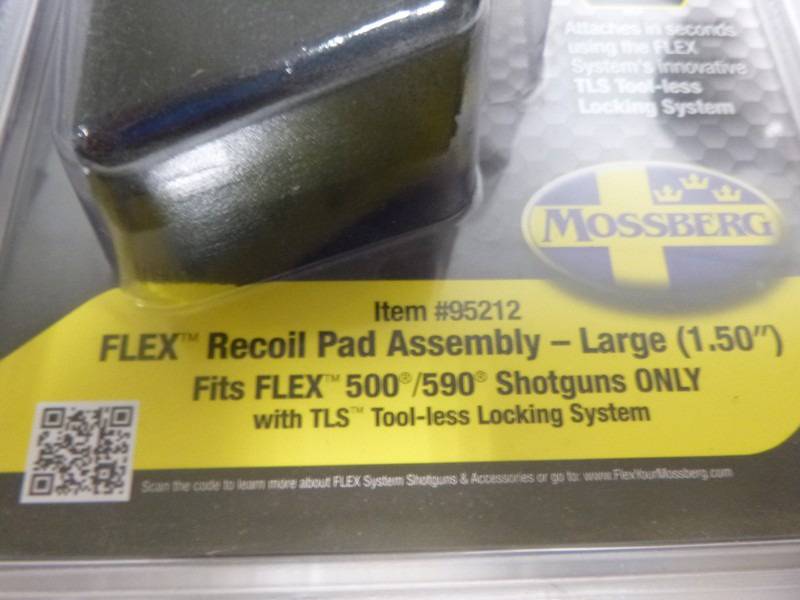 Attaches in seconds
using the FLEX
System's innovative
TLS Tool-less
Locking System
MOSSBERG
Item #95212
FLEX™ Recoil Pad Assembly – Large (1.50″)
Fits FLEX™ 500®/590® Shotguns ONLY
with TLS™ Tool-less Locking System
Scan the code to learn more about FLEX System Shotguns & Accessories or go to: www.FlexYourMossberg.com